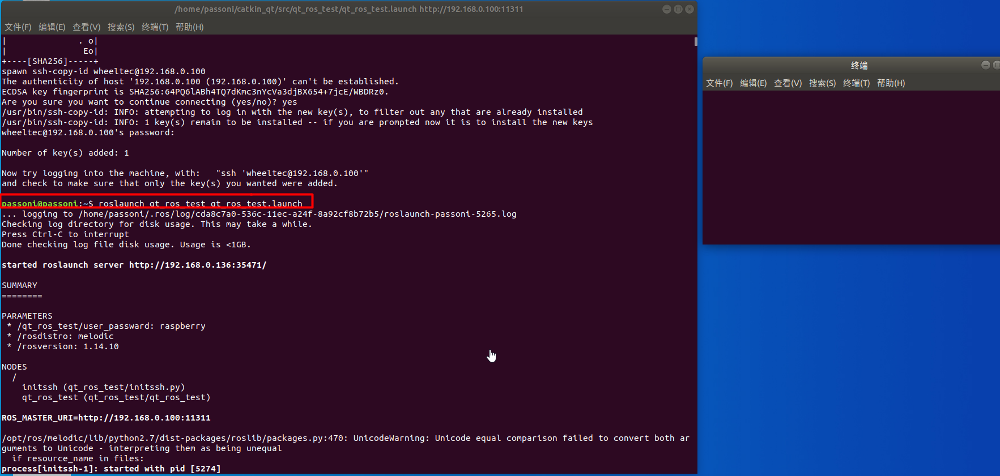 /home/passoni/catkin_qt/src/qt_ros_test/qt_ros_test.launch http://192.168.0.100:11311
文件(F) 编辑(E) 查看(V) 搜索(S) 终端(T) 帮助(H)
|              . o|
|               Eo|
+----[SHA256]-----+
spawn ssh-copy-id wheeltec@192.168.0.100
The authenticity of host '192.168.0.100 (192.168.0.100)' can't be established.
ECDSA key fingerprint is SHA256:64PQ6lABh4TQ7dKmc3nYcVa3djBX654+7jcE/WBDRz0.
Are you sure you want to continue connecting (yes/no)? yes
/usr/bin/ssh-copy-id: INFO: attempting to log in with the new key(s), to filter out any that are already installed
/usr/bin/ssh-copy-id: INFO: 1 key(s) remain to be installed -- if you are prompted now it is to install the new keys
wheeltec@192.168.0.100's password:
Number of key(s) added: 1
Now try logging into the machine, with:   "ssh 'wheeltec@192.168.0.100'"
and check to make sure that only the key(s) you wanted were added.
passoni@passoni:~$ roslaunch qt_ros_test qt_ros_test.launch
... logging to /home/passoni/.ros/log/cda8c7a0-536c-11ec-a24f-8a92cf8b72b5/roslaunch-passoni-5265.log
Checking log directory for disk usage. This may take a while.
Press Ctrl-C to interrupt
Done checking log file disk usage. Usage is <1GB.
started roslaunch server http://192.168.0.136:35471/
SUMMARY
========
PARAMETERS
 * /qt_ros_test/user_passward: raspberry
 * /rosdistro: melodic
 * /rosversion: 1.14.10
NODES
  /
    initssh (qt_ros_test/initssh.py)
    qt_ros_test (qt_ros_test/qt_ros_test)
ROS_MASTER_URI=http://192.168.0.100:11311
/opt/ros/melodic/lib/python2.7/dist-packages/roslib/packages.py:470: UnicodeWarning: Unicode equal comparison failed to convert both ar
guments to Unicode - interpreting them as being unequal
  if resource_name in files:
process[initssh-1]: started with pid [5274]
终端
文件(F) 编辑(E) 查看(V) 搜索(S) 终端(T) 帮助(H)